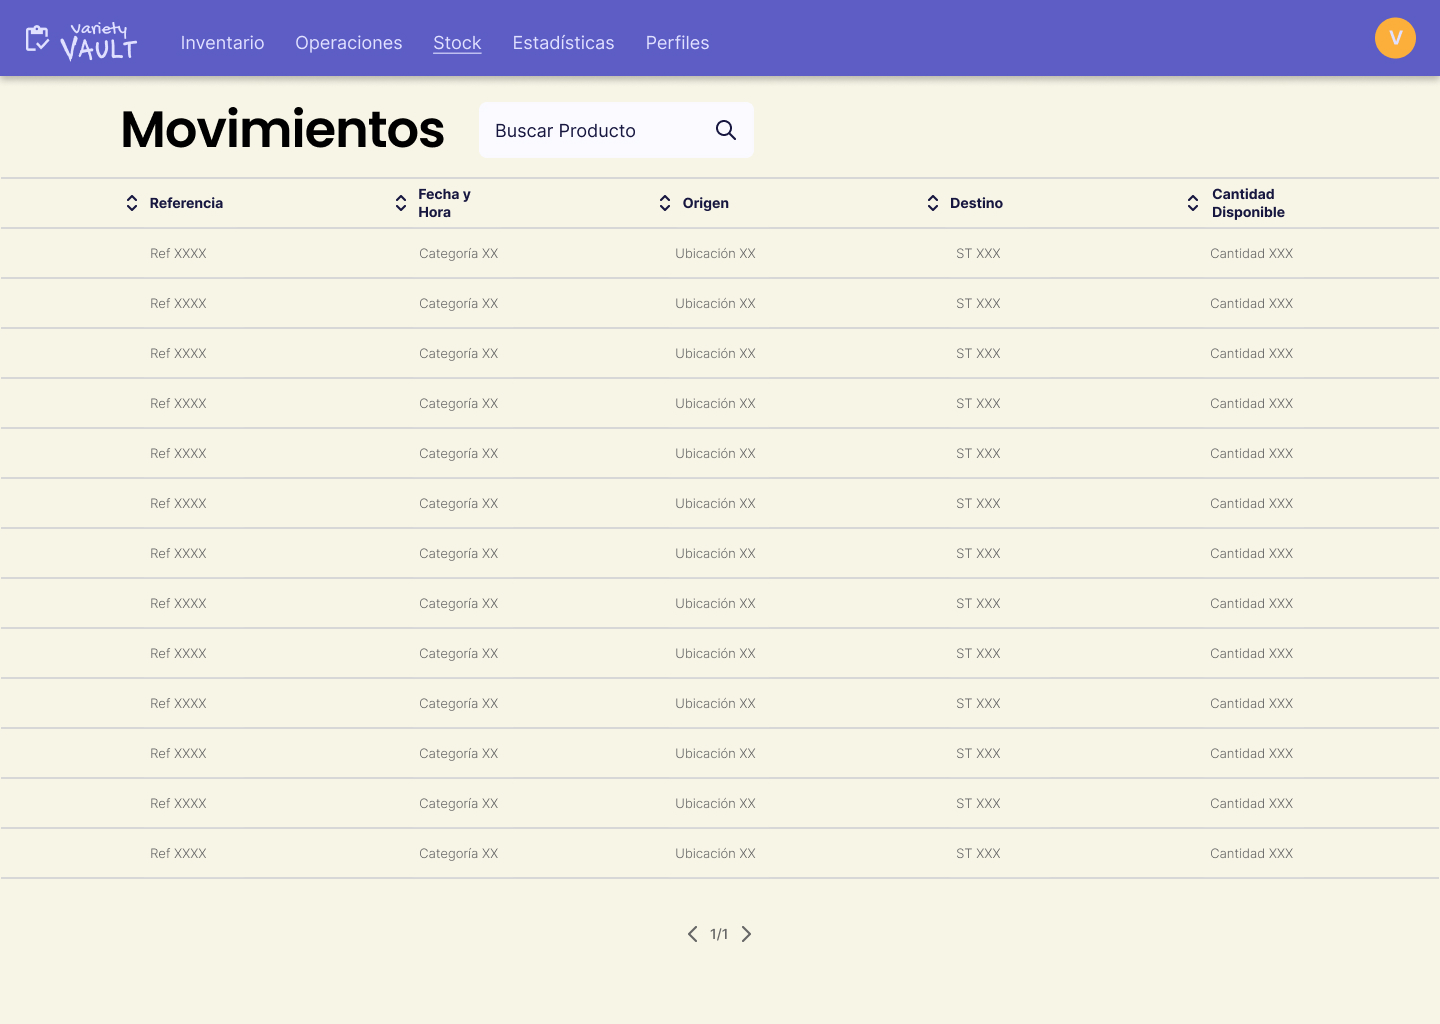 variety
VAULT
Inventario Operaciones Stock Estadísticas Perfiles V
Movimientos Buscar Producto
Referencia Fecha y Hora Origen Destino Cantidad Disponible
Ref XXXX Categoría XX Ubicación XX ST XXX Cantidad XXX
Ref XXXX Categoría XX Ubicación XX ST XXX Cantidad XXX
Ref XXXX Categoría XX Ubicación XX ST XXX Cantidad XXX
Ref XXXX Categoría XX Ubicación XX ST XXX Cantidad XXX
Ref XXXX Categoría XX Ubicación XX ST XXX Cantidad XXX
Ref XXXX Categoría XX Ubicación XX ST XXX Cantidad XXX
Ref XXXX Categoría XX Ubicación XX ST XXX Cantidad XXX
Ref XXXX Categoría XX Ubicación XX ST XXX Cantidad XXX
Ref XXXX Categoría XX Ubicación XX ST XXX Cantidad XXX
Ref XXXX Categoría XX Ubicación XX ST XXX Cantidad XXX
Ref XXXX Categoría XX Ubicación XX ST XXX Cantidad XXX
Ref XXXX Categoría XX Ubicación XX ST XXX Cantidad XXX
Ref XXXX Categoría XX Ubicación XX ST XXX Cantidad XXX
1/1